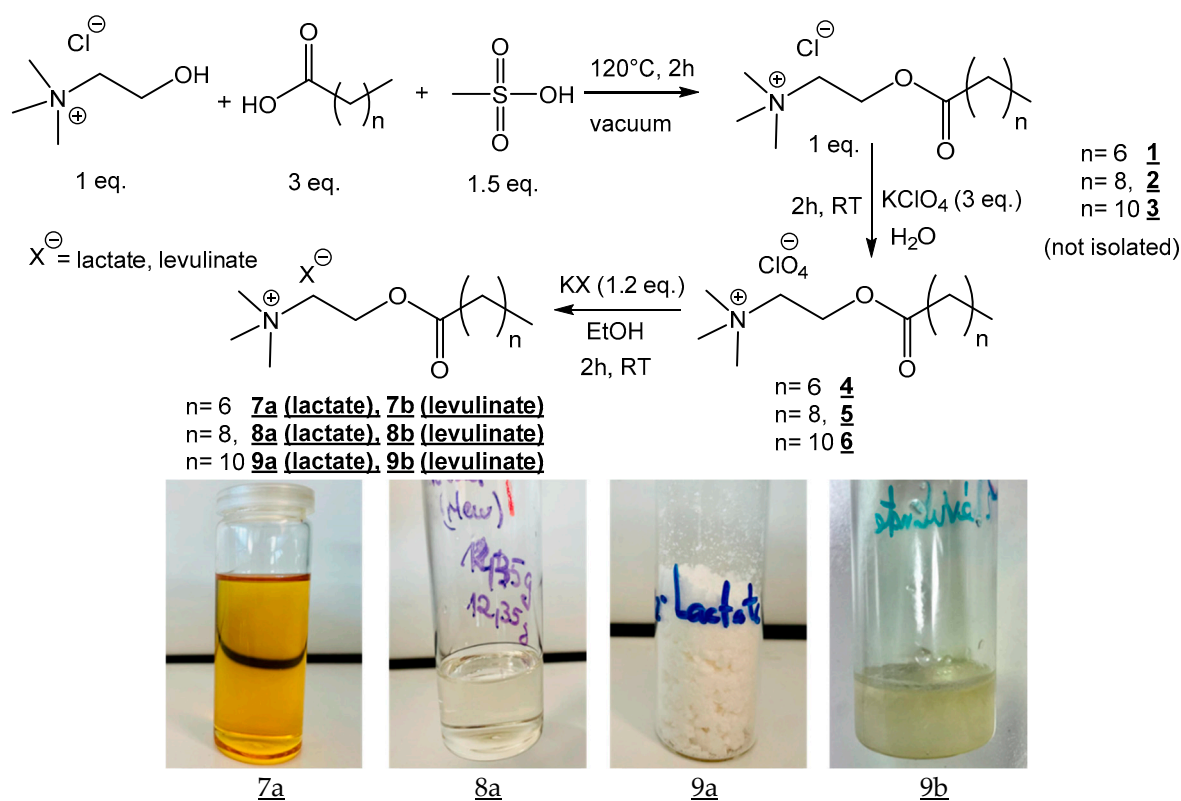 Cl⊖
OH
N⊕
+
O
HO
n
+
O
S
OH
O
120°C, 2h
vacuum
Cl⊖
N⊕
O
O
n
1 eq.
3 eq.
1.5 eq.
1 eq.
n= 6 1
n= 8, 2
n= 10 3
(not isolated)
2h, RT
KClO4 (3 eq.)
H2O
X⊖= lactate, levulinate
X⊖
N⊕
O
O
n
KX (1.2 eq.)
EtOH
2h, RT
ClO4⊖
N⊕
O
O
n
n= 6 4
n= 8, 5
n= 10 6
n= 6 7a (lactate), 7b (levulinate)
n= 8, 8a (lactate), 8b (levulinate)
n= 10 9a (lactate), 9b (levulinate)
(New)
12,35
g
Lactate
7a
8a
9a
9b